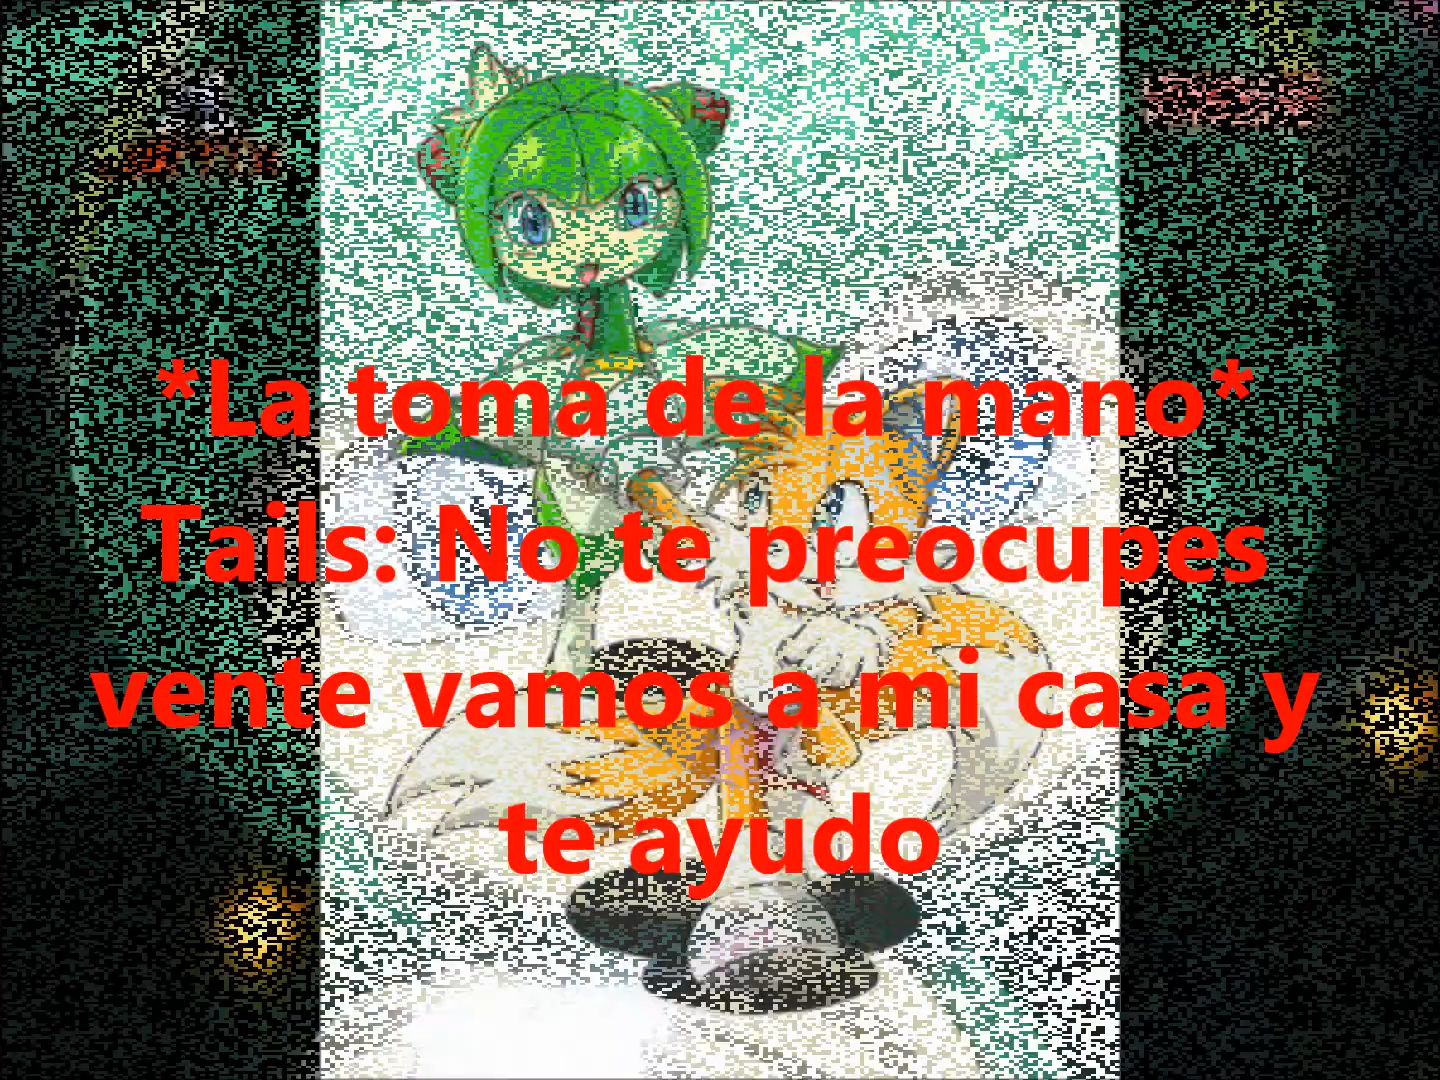 *La toma de la mano*
Tails: No te preocupes
vente vamos a mi casa y
te ayudo